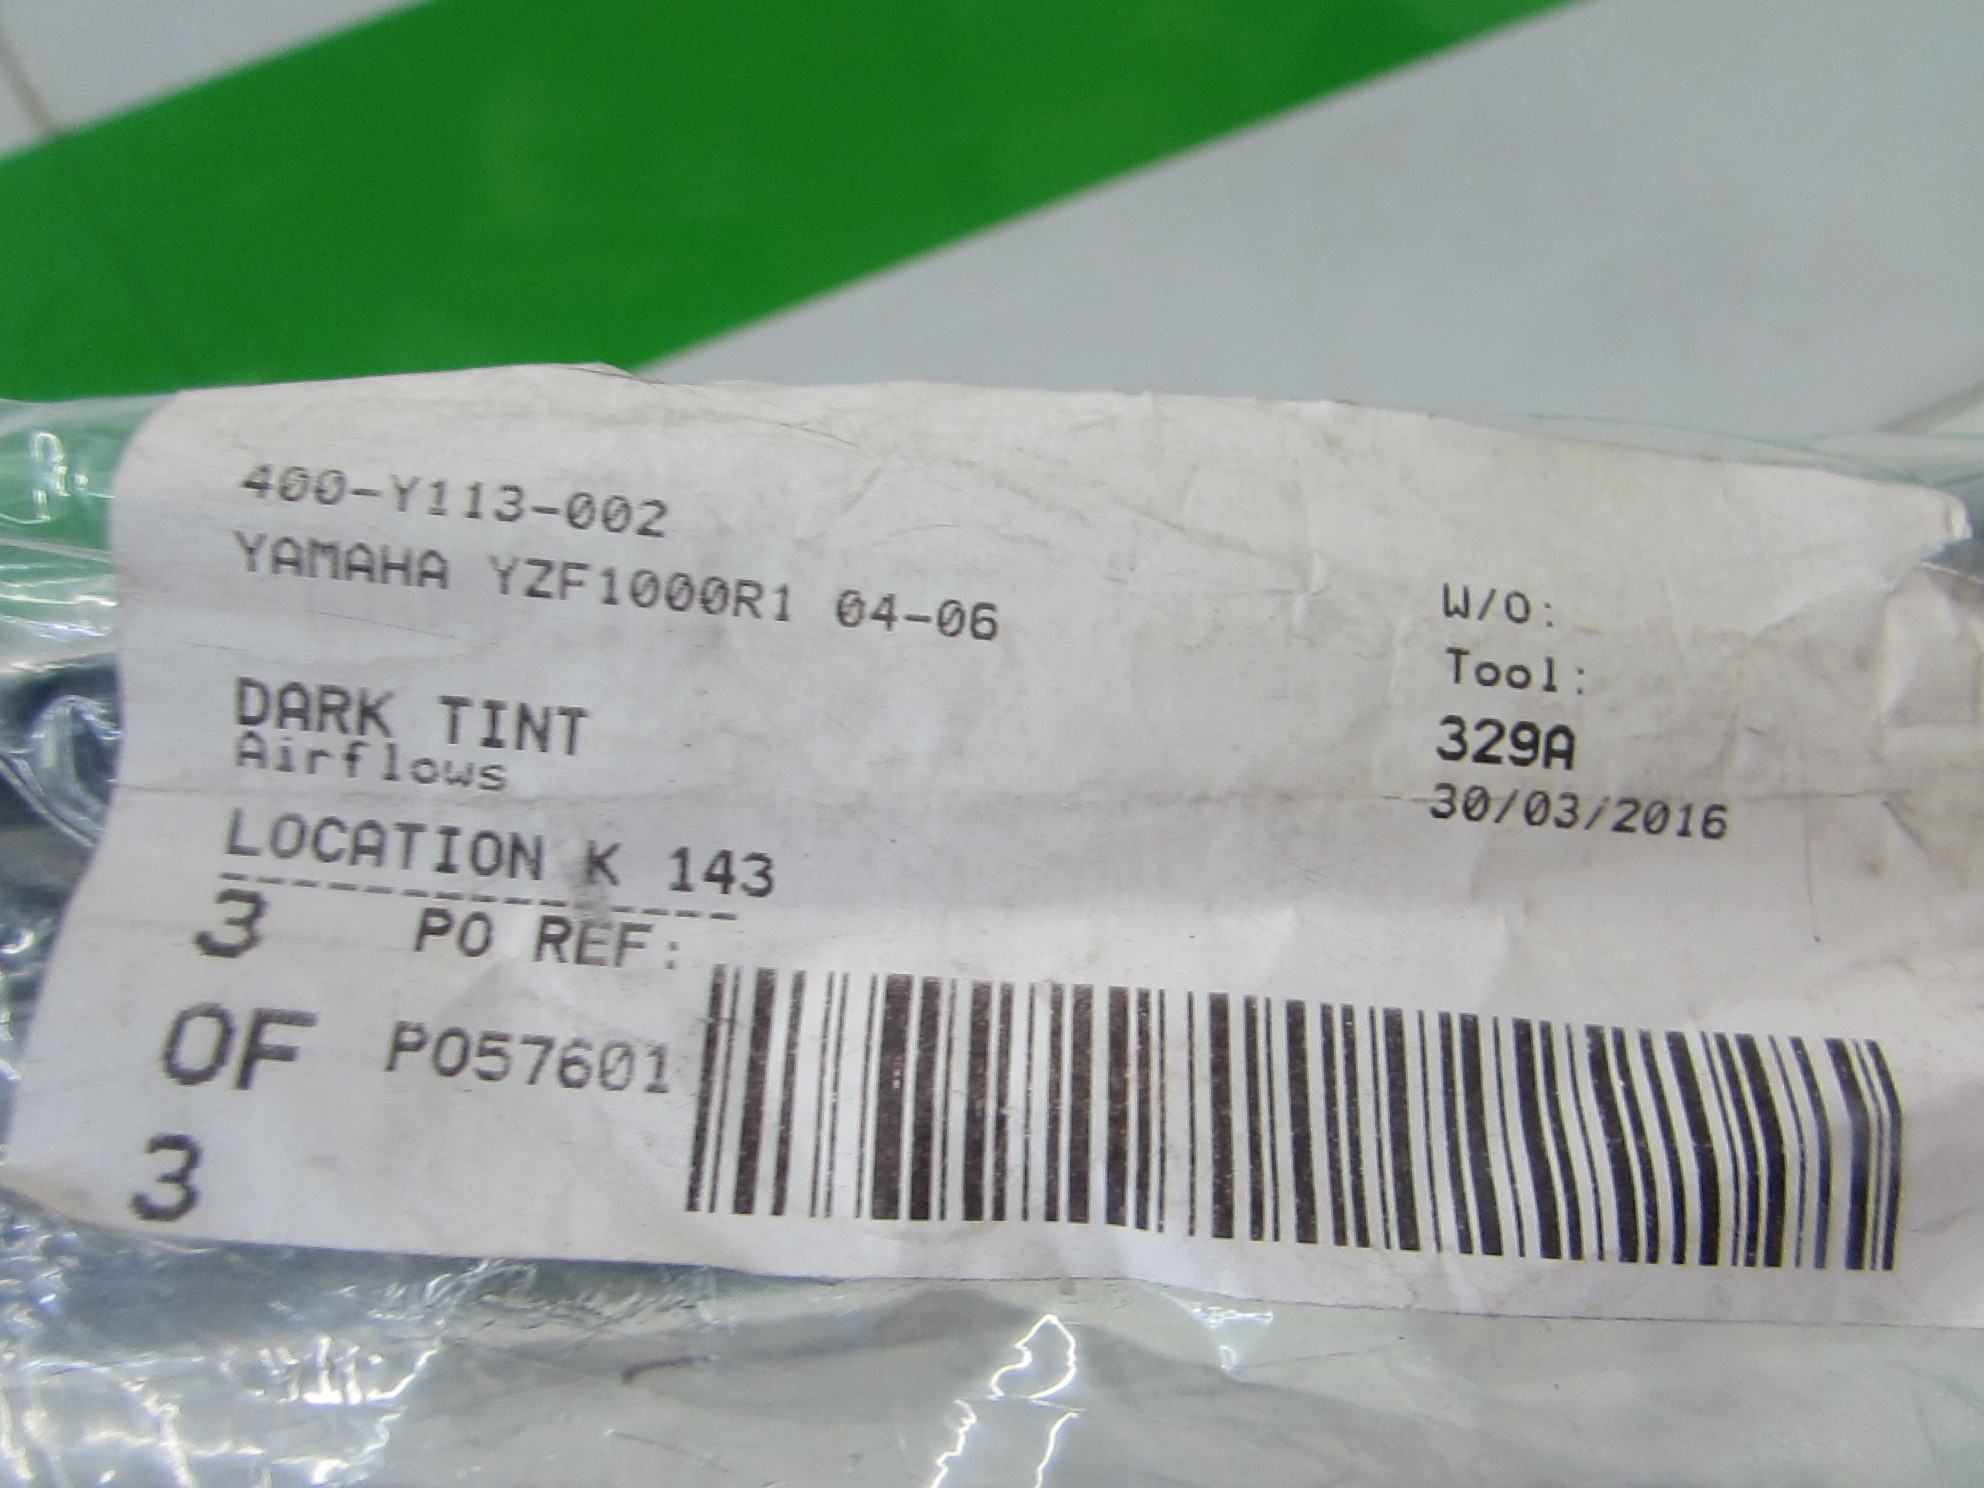 400-Y113-002
YAMAHA YZF1000R1 04-06
DARK TINT
Airflows
LOCATION K 143
--------------------
3 PO REF:
OF PO57601
3
W/O:
Tool:
329A
30/03/2016